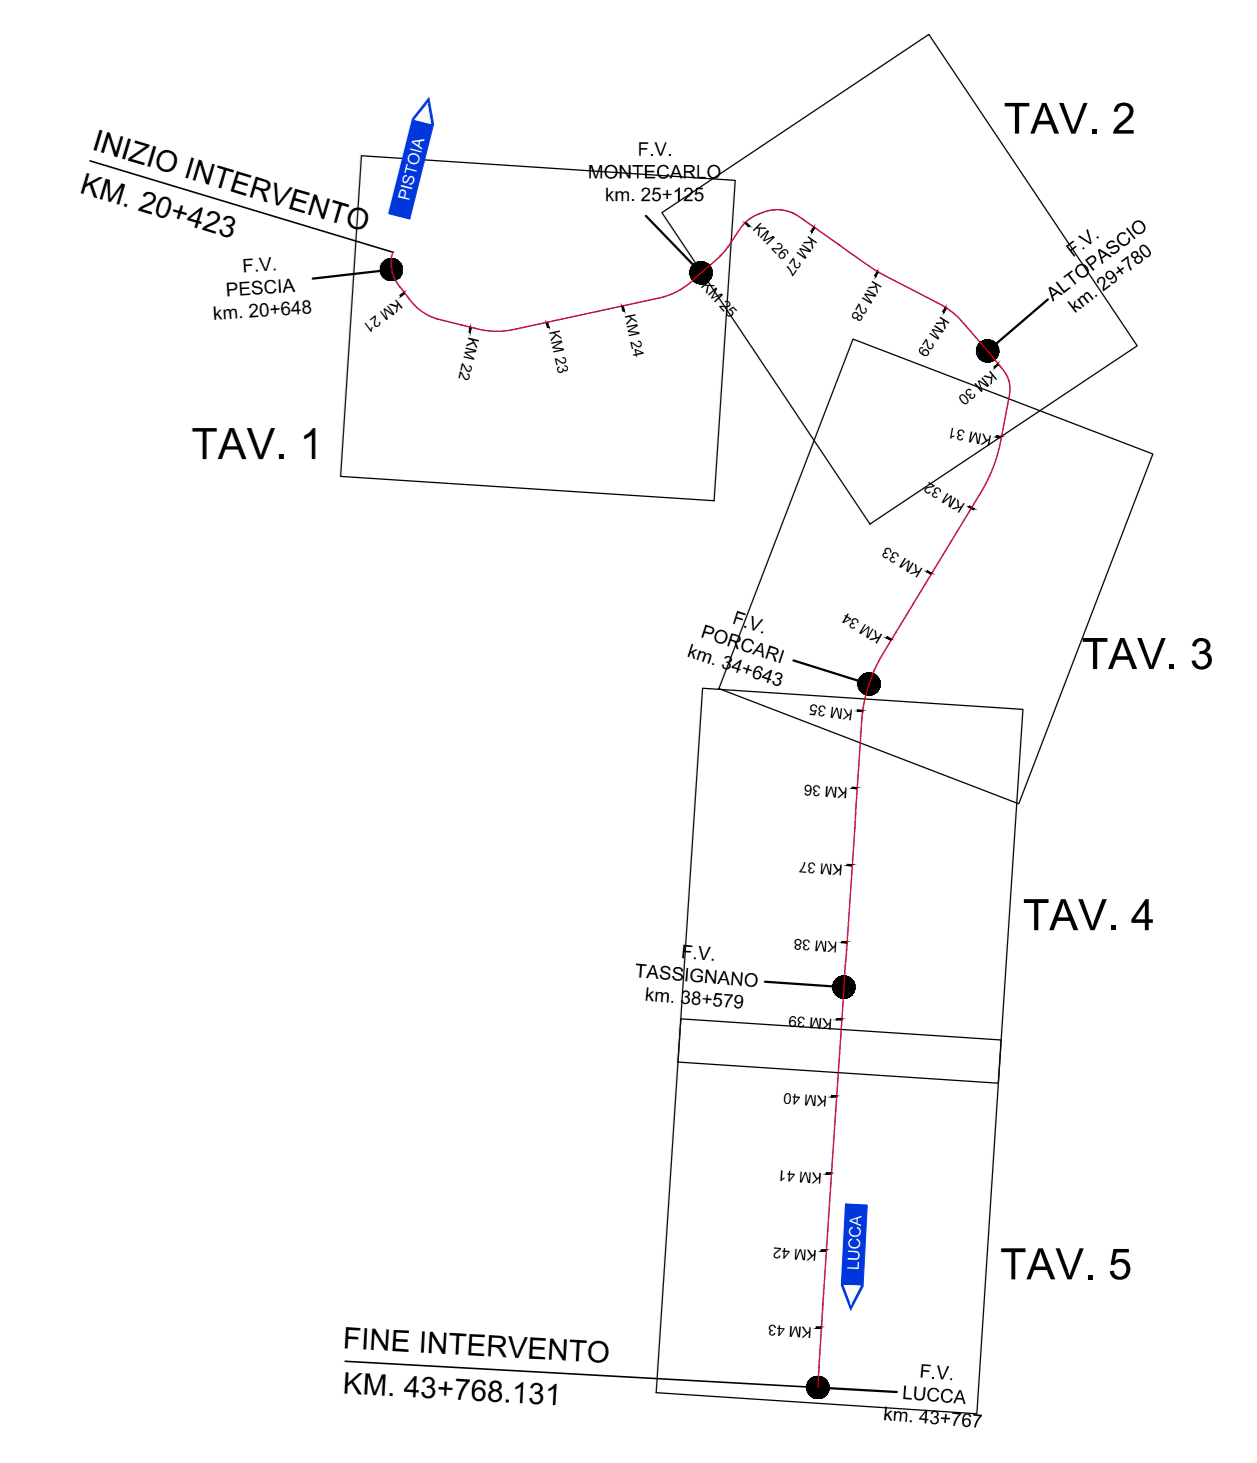 INIZIO INTERVENTO
KM. 20+423
PISTOIA
F.V.
PESCIA
km. 20+648
KM 21
KM 22
KM 23
KM 24
TAV. 1
F.V.
MONTECARLO
km. 25+125
KM 25
KM 26
KM 27
KM 28
KM 29
TAV. 2
F.V.
ALTOPASCIO
km. 29+780
KM 30
KM 31
KM 32
KM 33
KM 34
TAV. 3
F.V.
PORCARI
km. 34+643
KM 35
KM 36
KM 37
KM 38
TAV. 4
F.V.
TASSIGNANO
km. 38+579
KM 39
KM 40
KM 41
KM 42
KM 43
LUCCA
TAV. 5
FINE INTERVENTO
KM. 43+768.131
F.V.
LUCCA
km. 43+767